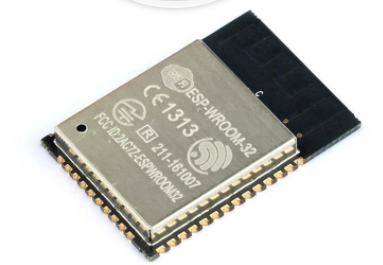 ESP-WROOM-32
CE1313
R 211-161007
FCC ID:2AC7Z-ESPWROOM32